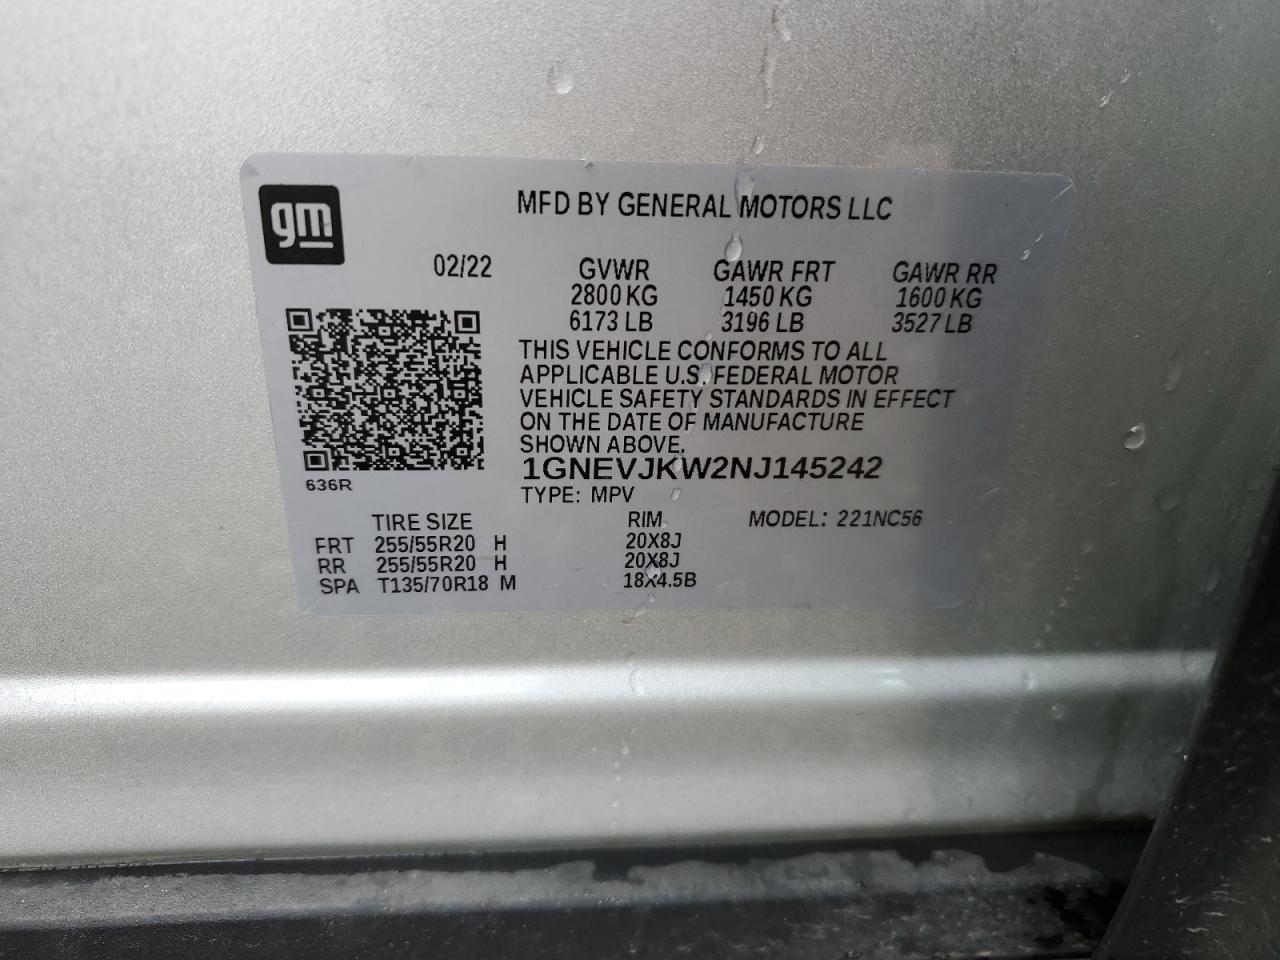 gm
MFD BY GENERAL MOTORS LLC
02/22 GVWR GAWR FRT GAWR RR
2800 KG 1450 KG 1600 KG
6173 LB 3196 LB 3527 LB
THIS VEHICLE CONFORMS TO ALL
APPLICABLE U.S. FEDERAL MOTOR
VEHICLE SAFETY STANDARDS IN EFFECT
ON THE DATE OF MANUFACTURE
SHOWN ABOVE.
1GNEVJKW2NJ145242
636R
TYPE: MPV
TIRE SIZE RIM MODEL: 221NC56
FRT 255/55R20 H 20X8J
RR 255/55R20 H 20X8J
SPA T135/70R18 M 18X4.5B